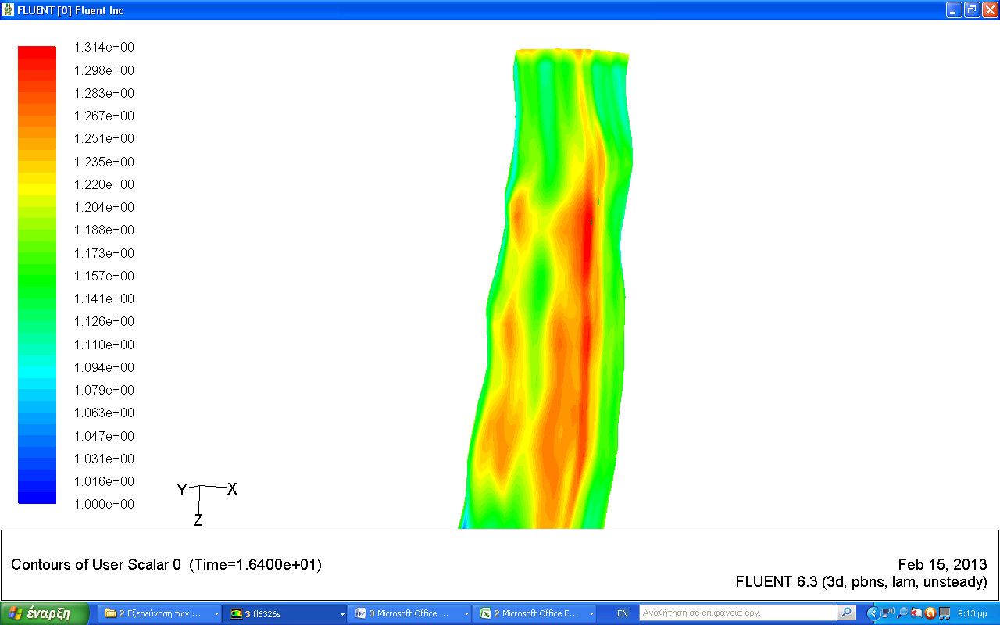 FLUENT [0] Fluent Inc
1.314e+00
1.298e+00
1.283e+00
1.267e+00
1.251e+00
1.235e+00
1.220e+00
1.204e+00
1.188e+00
1.173e+00
1.157e+00
1.141e+00
1.126e+00
1.110e+00
1.094e+00
1.079e+00
1.063e+00
1.047e+00
1.031e+00
1.016e+00
1.000e+00
Y X
Z
Contours of User Scalar 0 (Time=1.6400e+01)
Feb 15, 2013
FLUENT 6.3 (3d, pbns, lam, unsteady)
έναρξη 2 Εξερεύνηση των ... 3 fl6326s 3 Microsoft Office ... 2 Microsoft Office E... EN Αναζήτηση σε επιφάνεια εργ. 9:13 μμ